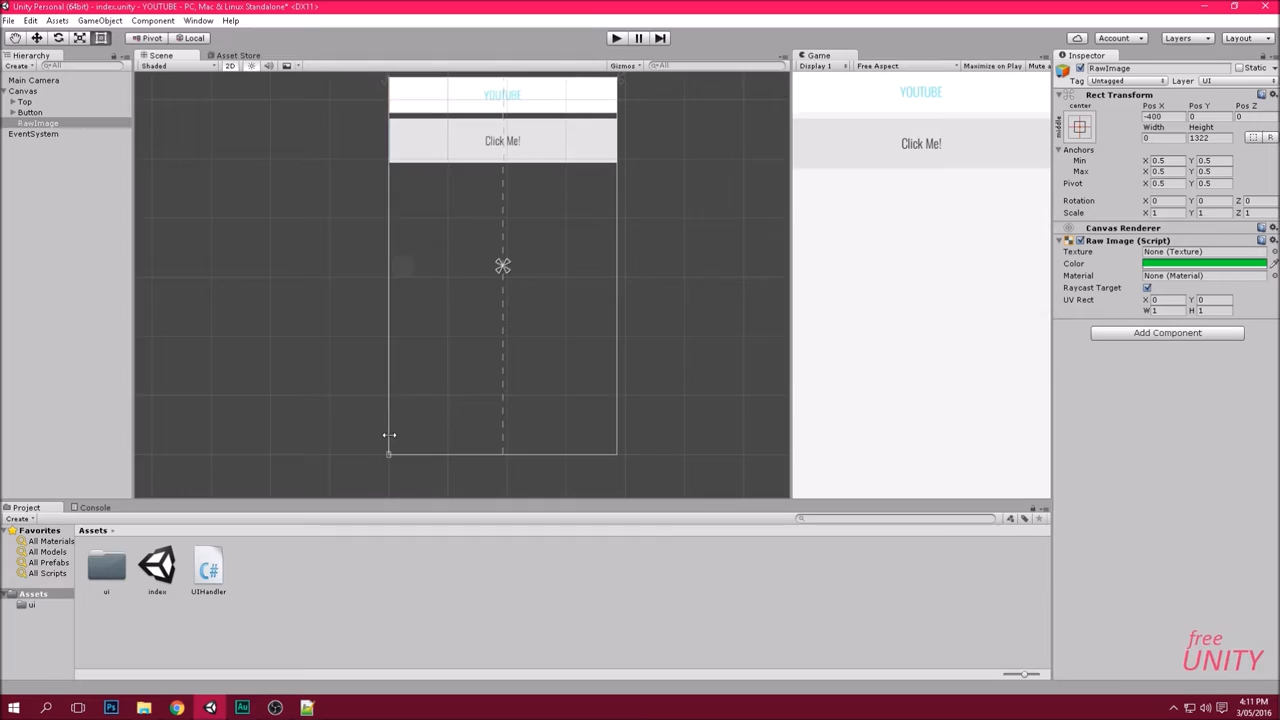 Unity Personal (64bit) - index.unity - YOUTUBE - PC, Mac & Linux Standalone* <DX11>
File Edit Assets GameObject Component Window Help
Pivot Local Account Layers Layout
Hierarchy
Create All
Main Camera
Canvas
Top
Button
RawImage
EventSystem
Scene Asset Store
Shaded 2D Gizmos All
YOUTUBE
Click Me!
Game
Display 1 Free Aspect Maximize on Play Mute a
YOUTUBE
Click Me!
Inspector
RawImage Static
Tag Untagged Layer UI
Rect Transform
center Pos X Pos Y Pos Z
middle -400 0 0
Width Height
0 1322 R
Anchors
Min X 0.5 Y 0.5
Max X 0.5 Y 0.5
Pivot X 0.5 Y 0.5
Rotation X 0 Y 0 Z 0
Scale X 1 Y 1 Z 1
Canvas Renderer
Raw Image (Script)
Texture None (Texture)
Color
Material None (Material)
Raycast Target
UV Rect X 0 Y 0
W 1 H 1
Add Component
Project Console
Create
Favorites
All Materials
All Models
All Prefabs
All Scripts
Assets
ui
Assets
ui index UIHandler
C#
free
UNITY
Ps Au
4:11 PM
3/05/2016